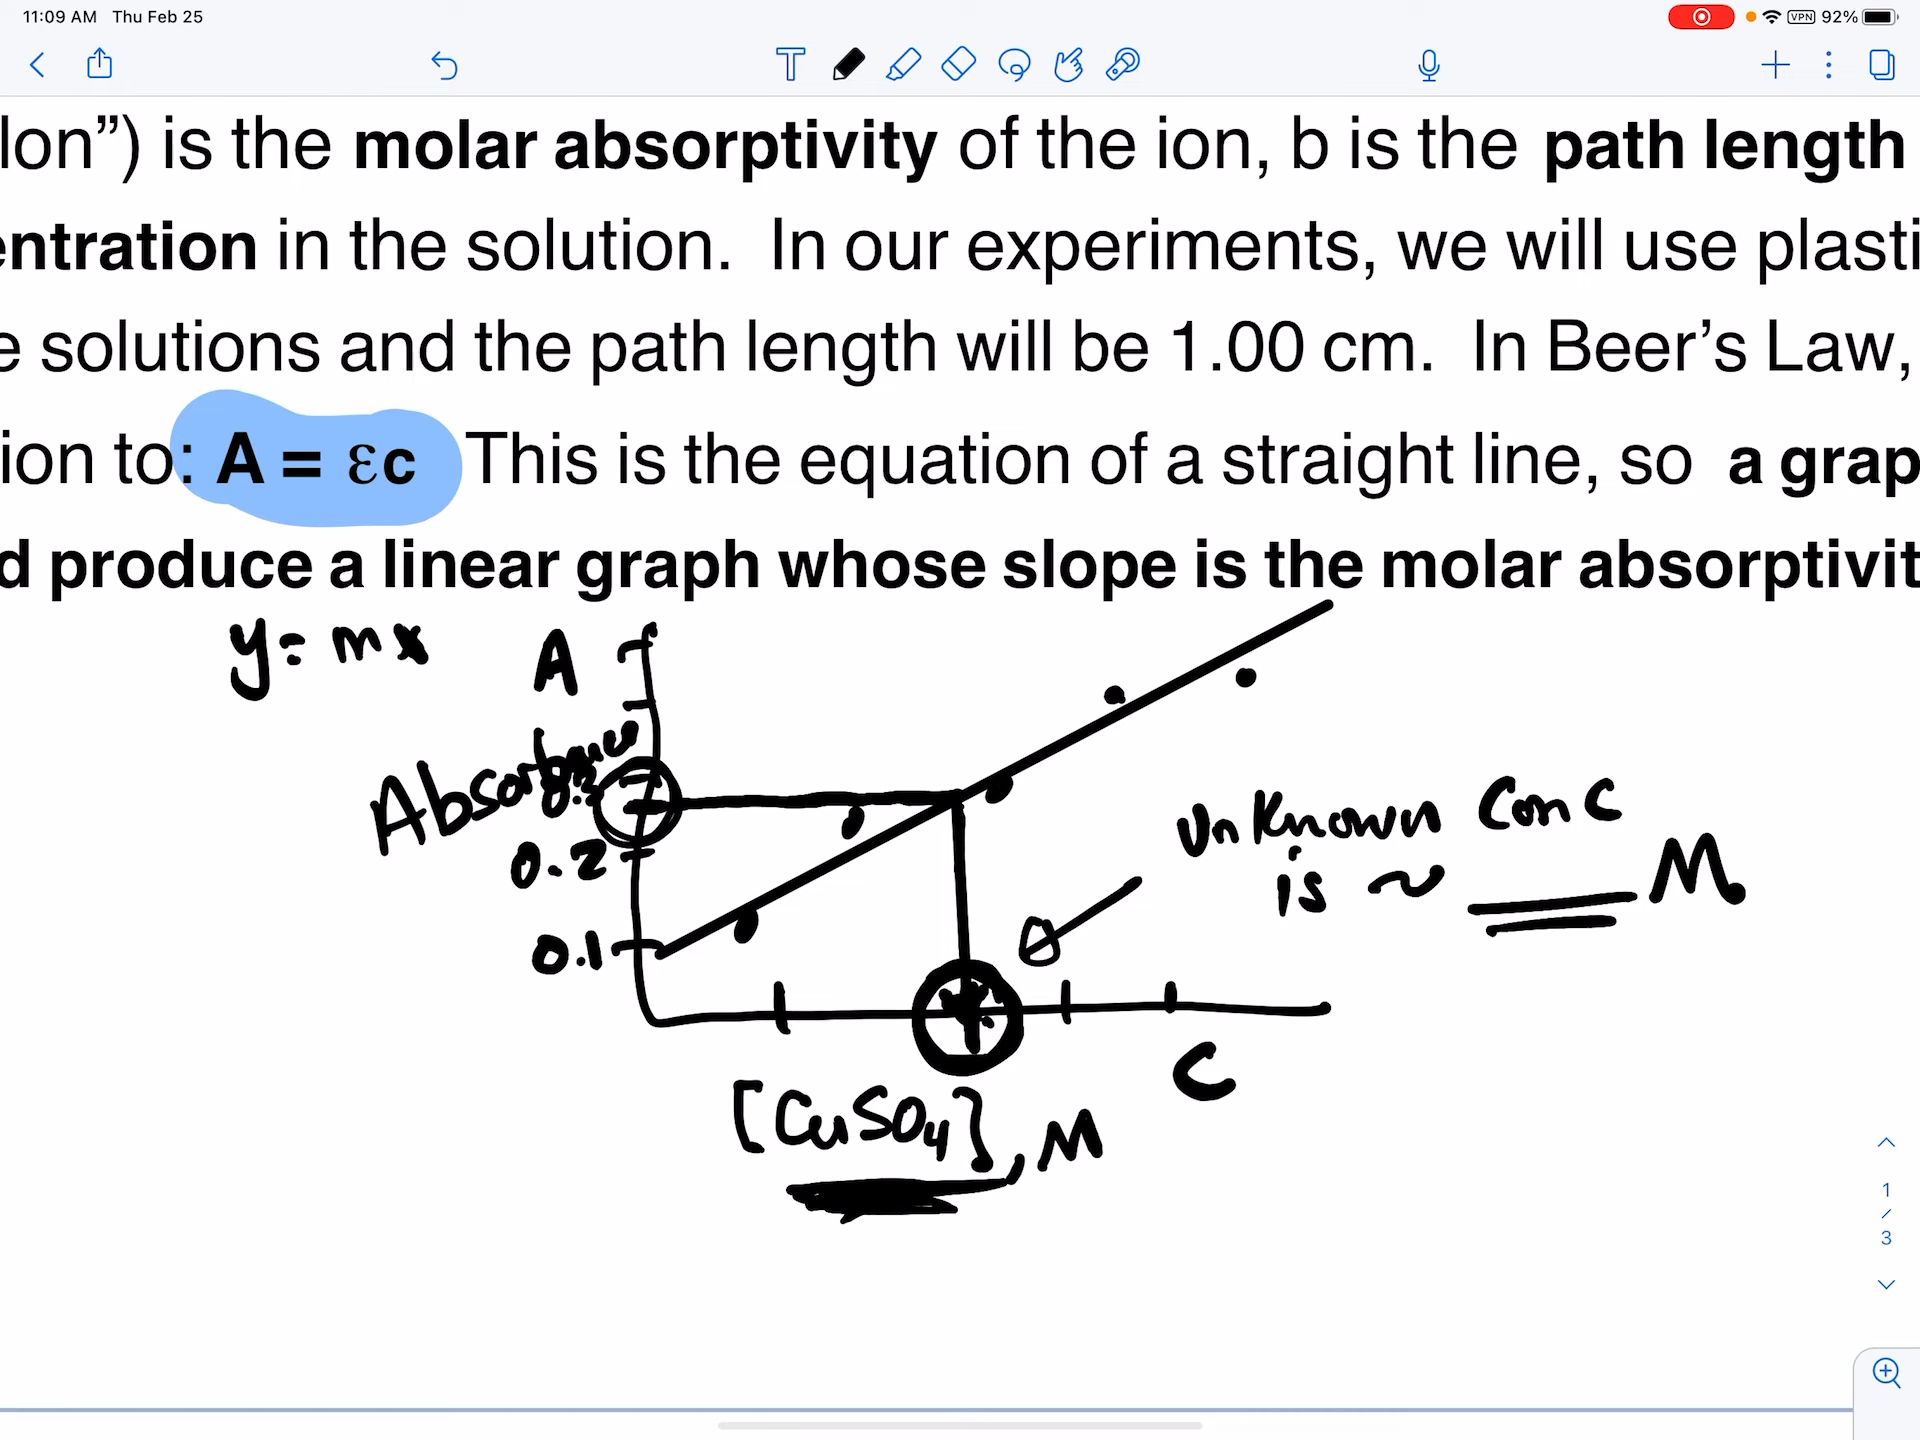 11:09 AM Thu Feb 25
VPN 92%
lon”) is the molar absorptivity of the ion, b is the path length
entration in the solution. In our experiments, we will use plasti
e solutions and the path length will be 1.00 cm. In Beer’s Law,
ion to: A = εc This is the equation of a straight line, so a grap
d produce a linear graph whose slope is the molar absorptivit
y= mx
A
Absorbance
0.2
0.1
UnKnown Conc
is ~ M
C
[CuSO4], M
1
/
3